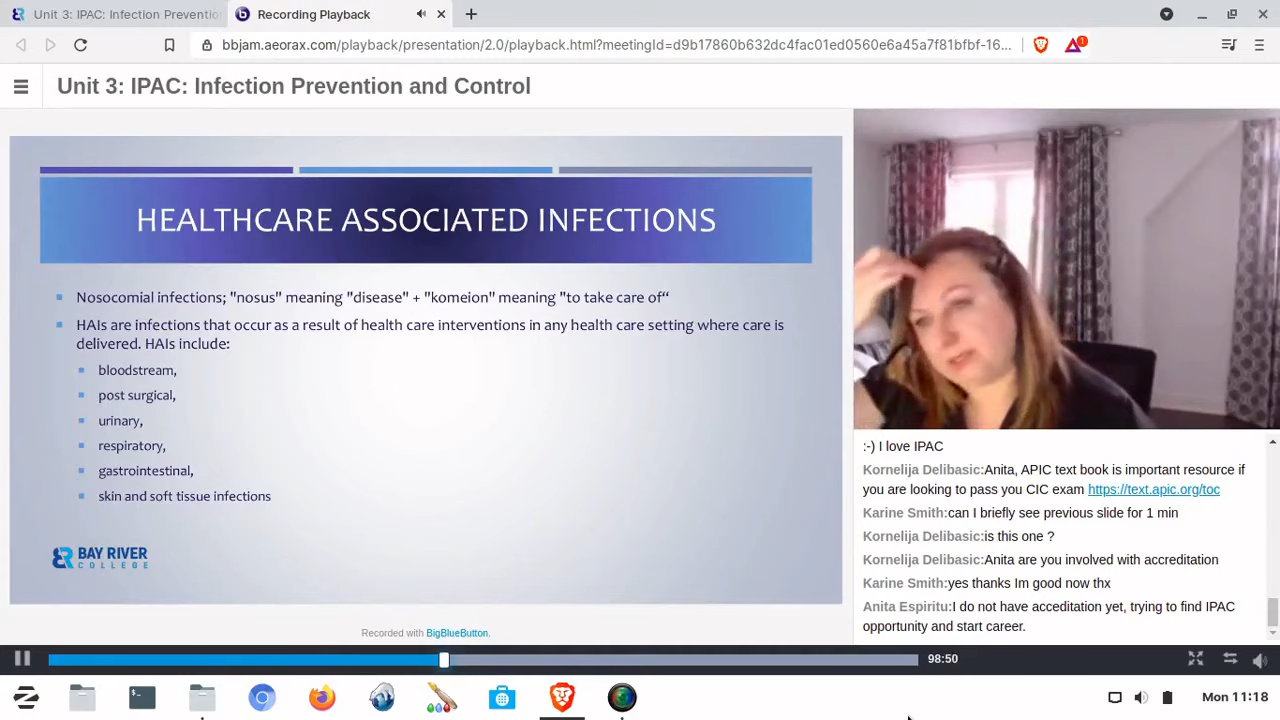 Unit 3: IPAC: Infection Preventio
Recording Playback
bbjam.aeorax.com/playback/presentation/2.0/playback.html?meetingId=d9b17860b632dc4fac01ed0560e6a45a7f81bfbf-16...
1
Unit 3: IPAC: Infection Prevention and Control
HEALTHCARE ASSOCIATED INFECTIONS
Nosocomial infections; "nosus" meaning "disease" + "komeion" meaning "to take care of“
HAIs are infections that occur as a result of health care interventions in any health care setting where care is
delivered. HAIs include:
bloodstream,
post surgical,
urinary,
respiratory,
gastrointestinal,
skin and soft tissue infections
BAY RIVER
COLLEGE
Recorded with BigBlueButton.
:-) I love IPAC
Kornelija Delibasic:Anita, APIC text book is important resource if
you are looking to pass you CIC exam https://text.apic.org/toc
Karine Smith:can I briefly see previous slide for 1 min
Kornelija Delibasic:is this one ?
Kornelija Delibasic:Anita are you involved with accreditation
Karine Smith:yes thanks Im good now thx
Anita Espiritu:I do not have acceditation yet, trying to find IPAC
opportunity and start career.
98:50
Mon 11:18